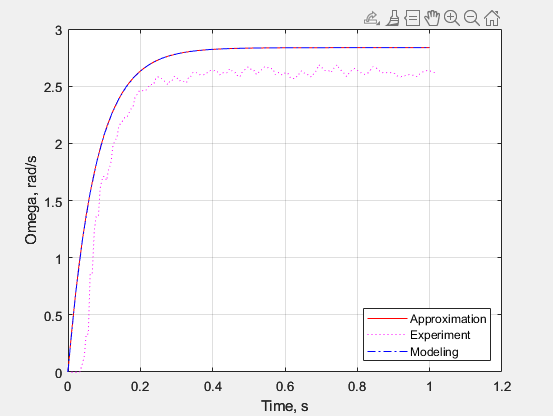 3
2.5
2
1.5
1
0.5
0
0
0.2
0.4
0.6
0.8
1
1.2
Omega, rad/s
Time, s
Approximation
Experiment
Modeling